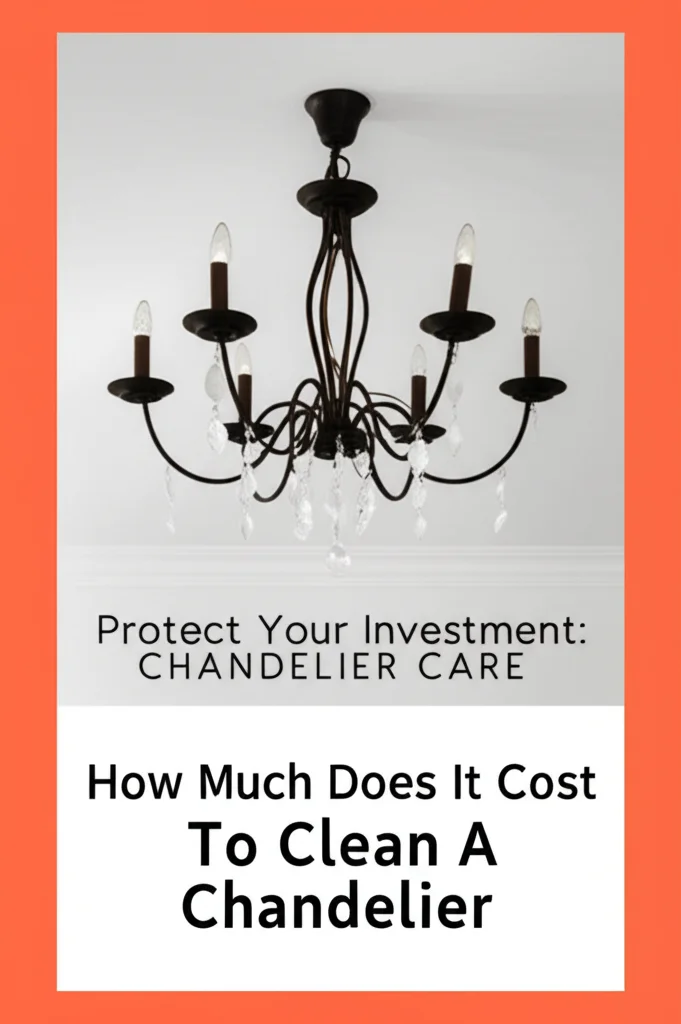 Protect Your Investment:
CHANDELIER CARE
How Much Does It Cost
To Clean A
Chandelier